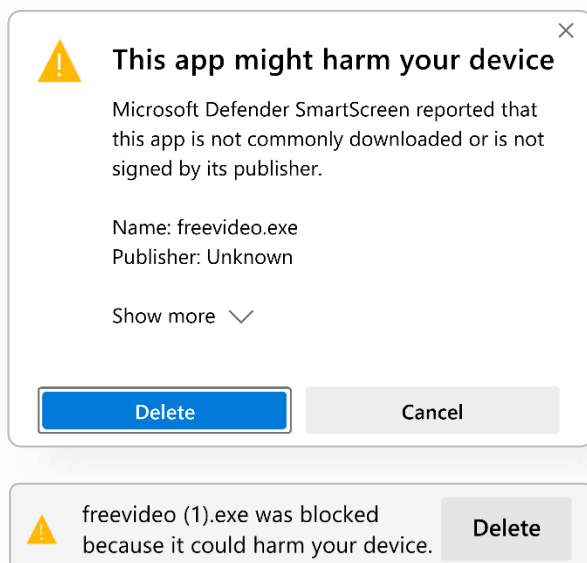 This app might harm your device
Microsoft Defender SmartScreen reported that
this app is not commonly downloaded or is not
signed by its publisher.
Name: freevideo.exe
Publisher: Unknown
Show more
Delete
Cancel
freevideo (1).exe was blocked
because it could harm your device.
Delete